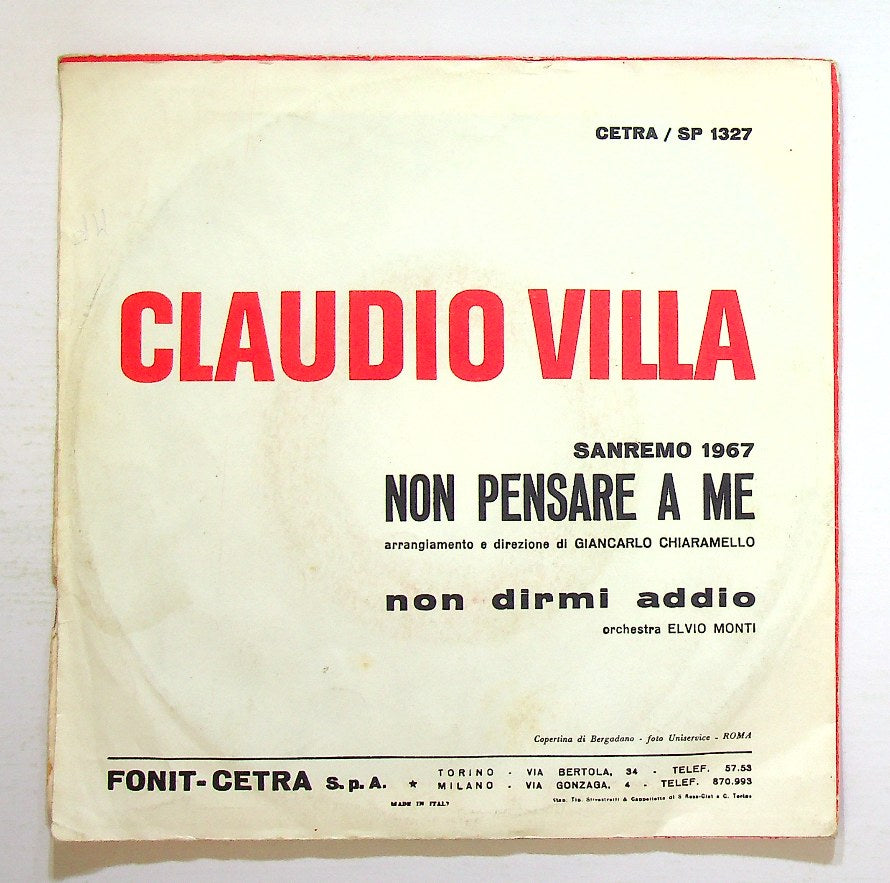 CETRA / SP 1327
CLAUDIO VILLA
SANREMO 1967
NON PENSARE A ME
arrangiamento e direzione di GIANCARLO CHIARAMELLO
non dirmi addio
orchestra ELVIO MONTI
Copertina di Bergadano - foto Uniservice - ROMA
FONIT-CETRA S.p.A. ★ TORINO - VIA BERTOLA, 34 - TELEF. 57.53
MILANO - VIA GONZAGA, 4 - TELEF. 870.993
MADE IN ITALY